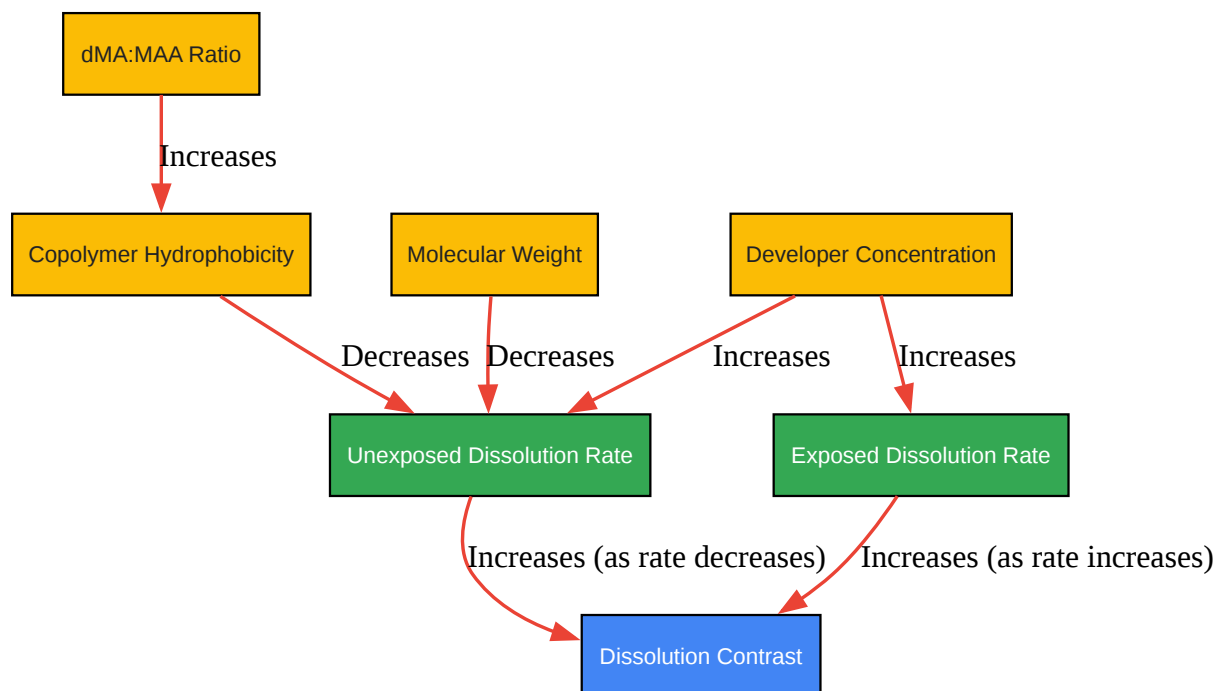 dMA:MAA Ratio
Increases
Copolymer Hydrophobicity
Molecular Weight
Developer Concentration
Decreases
Decreases
Increases
Increases
Unexposed Dissolution Rate
Exposed Dissolution Rate
Increases (as rate decreases)
Increases (as rate increases)
Dissolution Contrast